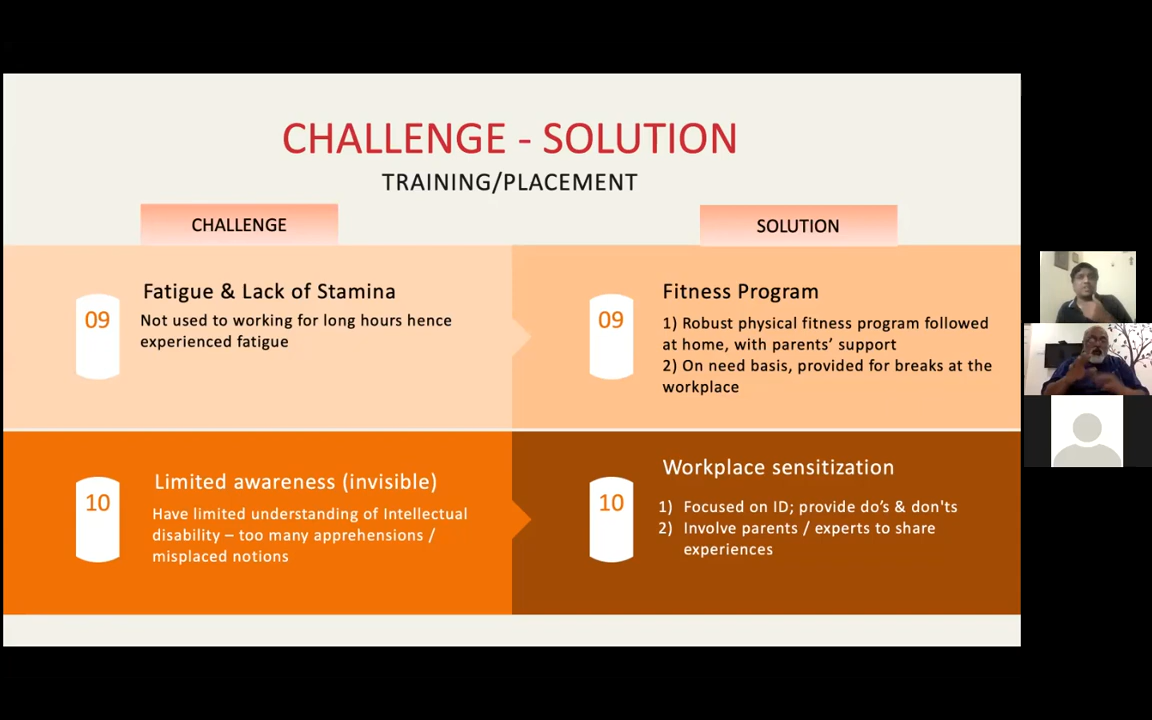 CHALLENGE - SOLUTION
TRAINING/PLACEMENT
CHALLENGE
SOLUTION
09
Fatigue & Lack of Stamina
Not used to working for long hours hence
experienced fatigue
09
Fitness Program
1) Robust physical fitness program followed
at home, with parents’ support
2) On need basis, provided for breaks at the
workplace
10
Limited awareness (invisible)
Have limited understanding of Intellectual
disability – too many apprehensions /
misplaced notions
10
Workplace sensitization
1) Focused on ID; provide do’s & don'ts
2) Involve parents / experts to share
experiences